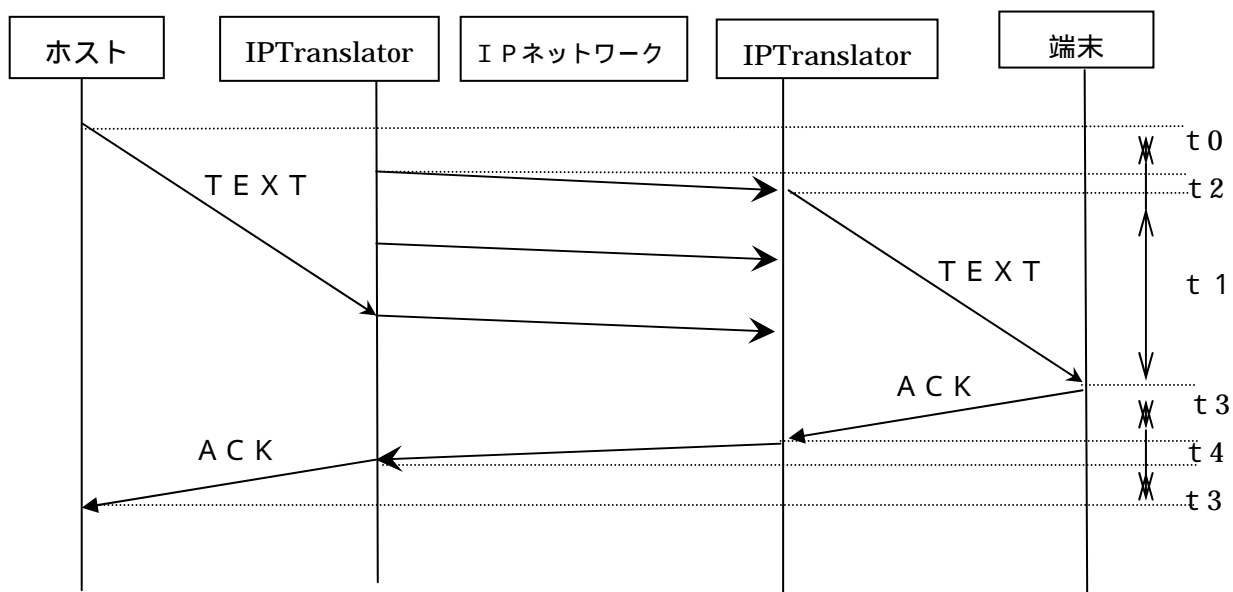 ホスト
IPTranslator
IPネットワーク
IPTranslator
端末
t0
TEXT
t2
TEXT
t1
ACK
t3
ACK
t4
t3